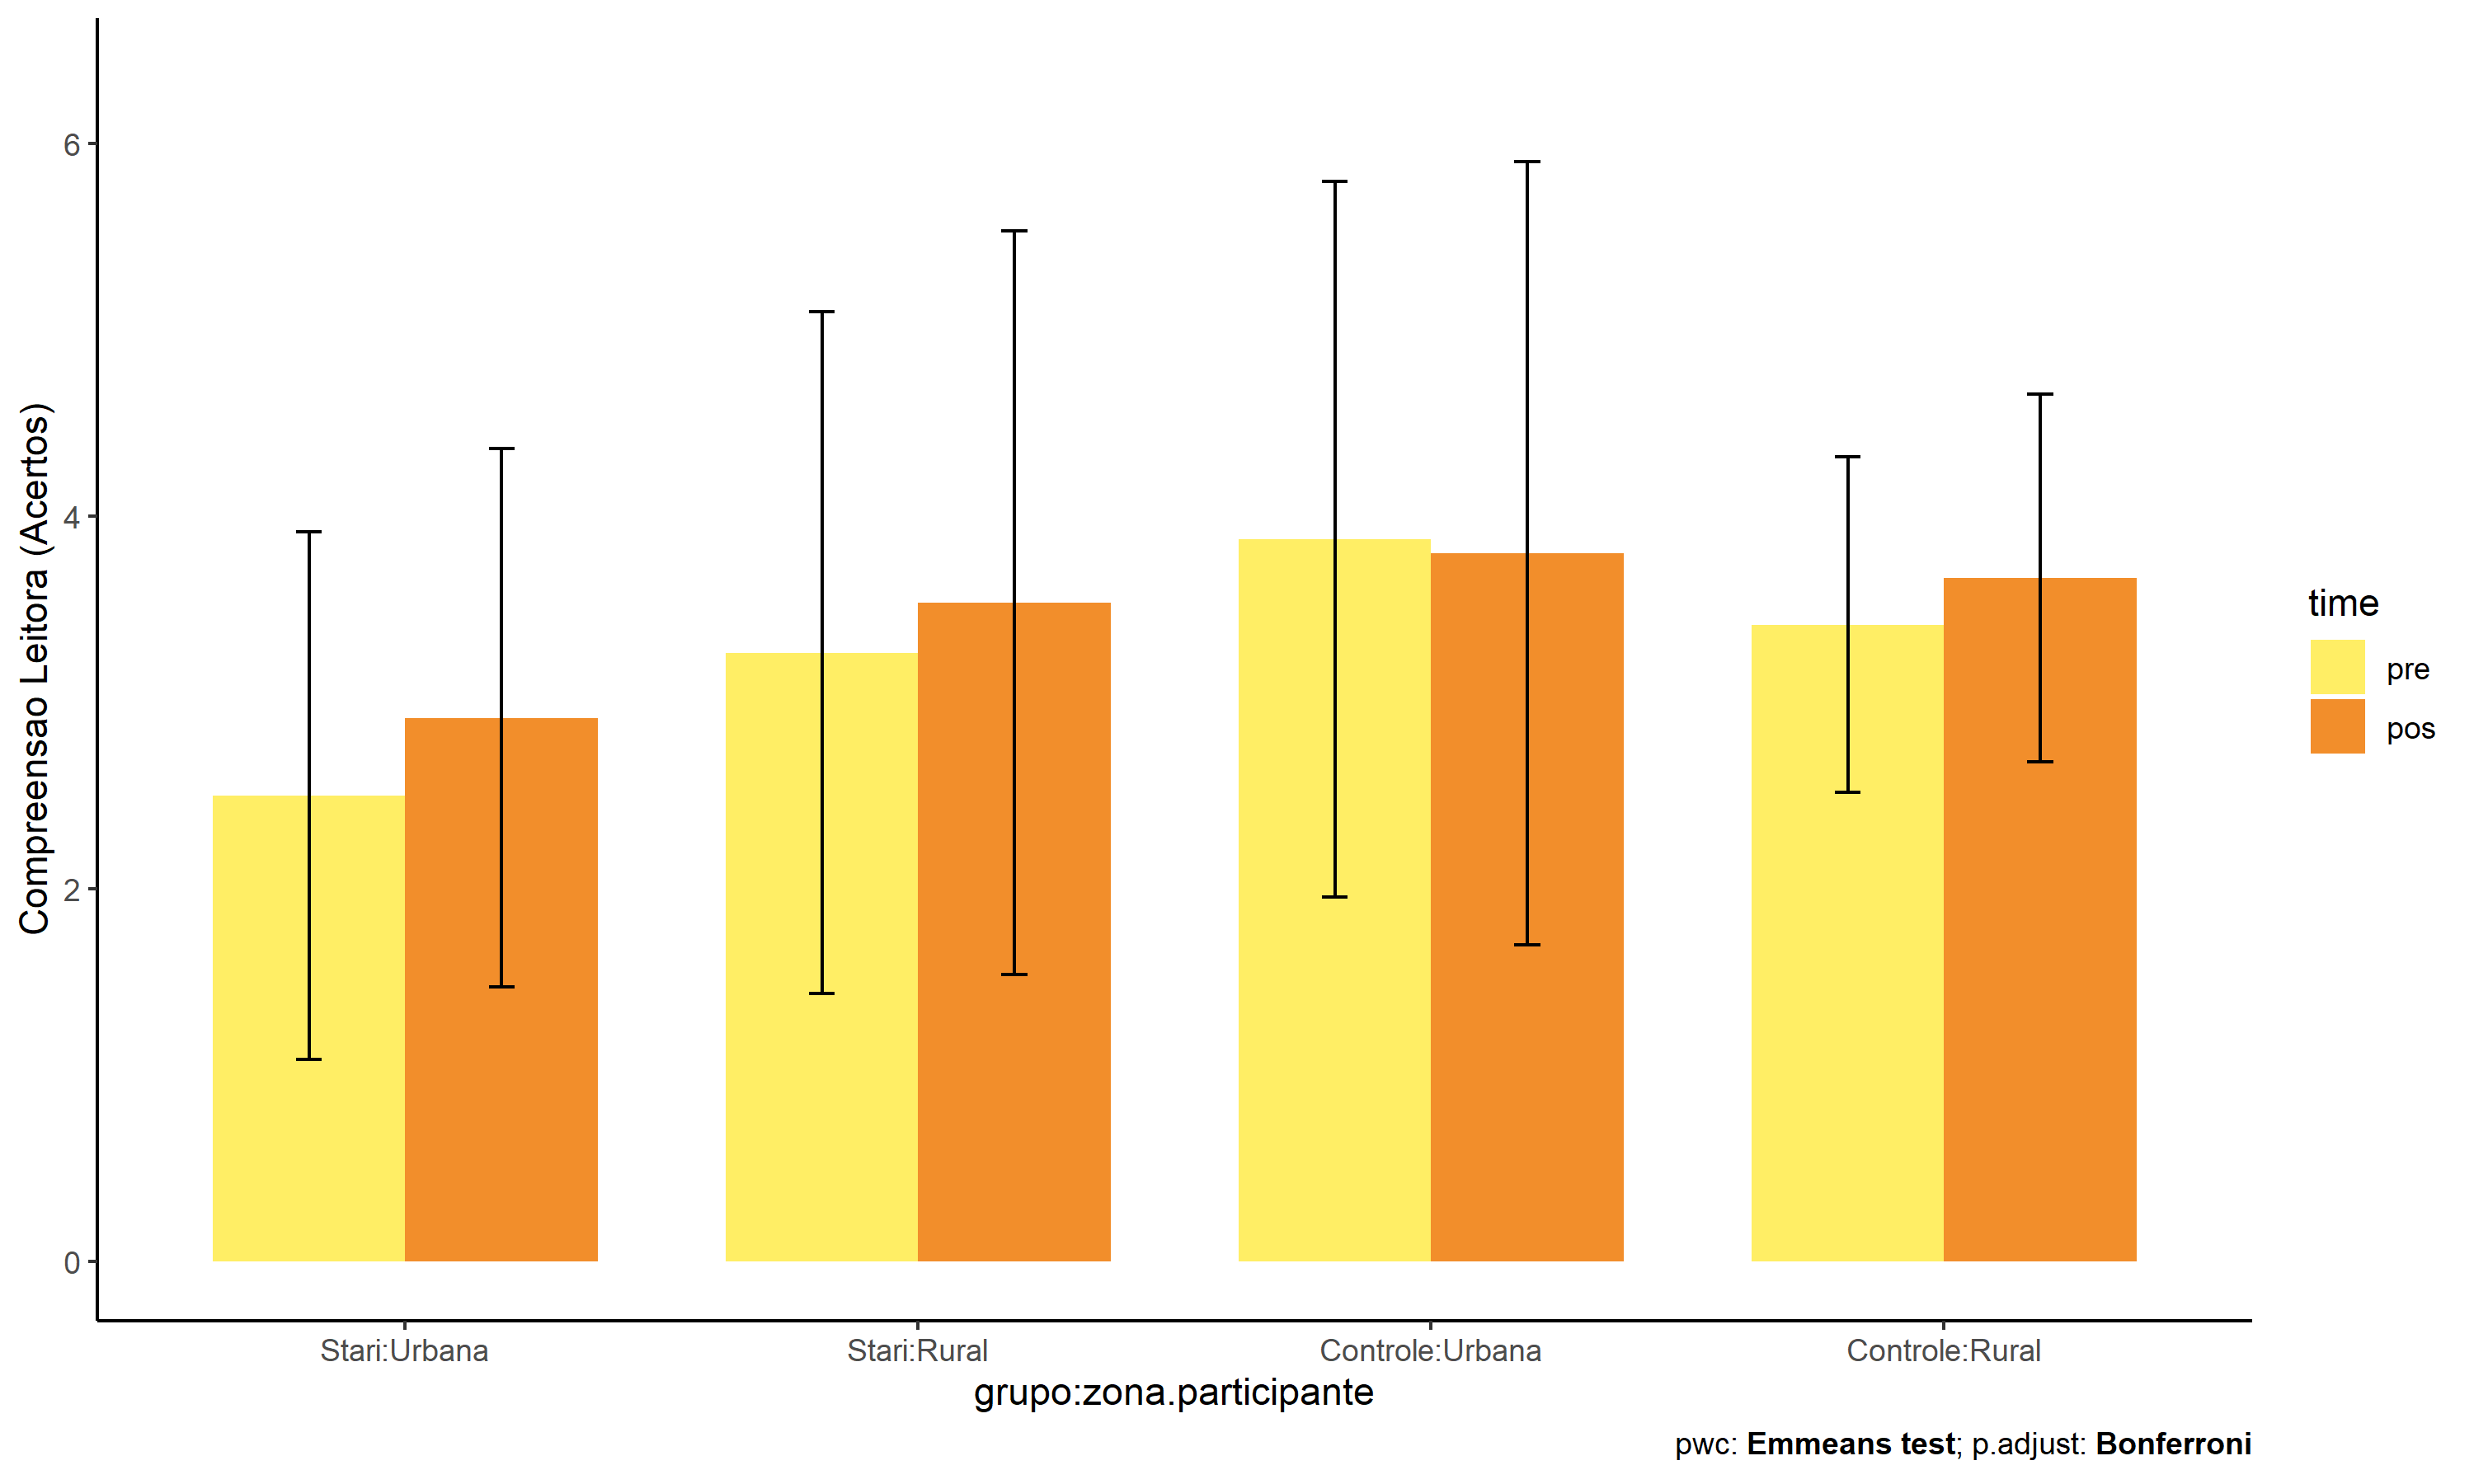 Compreensao Leitora (Acertos)
6
4
2
0
Stari:Urbana
Stari:Rural
Controle:Urbana
Controle:Rural
grupo:zona.participante
time
pre
pos
pwc: Emmeans test; p.adjust: Bonferroni